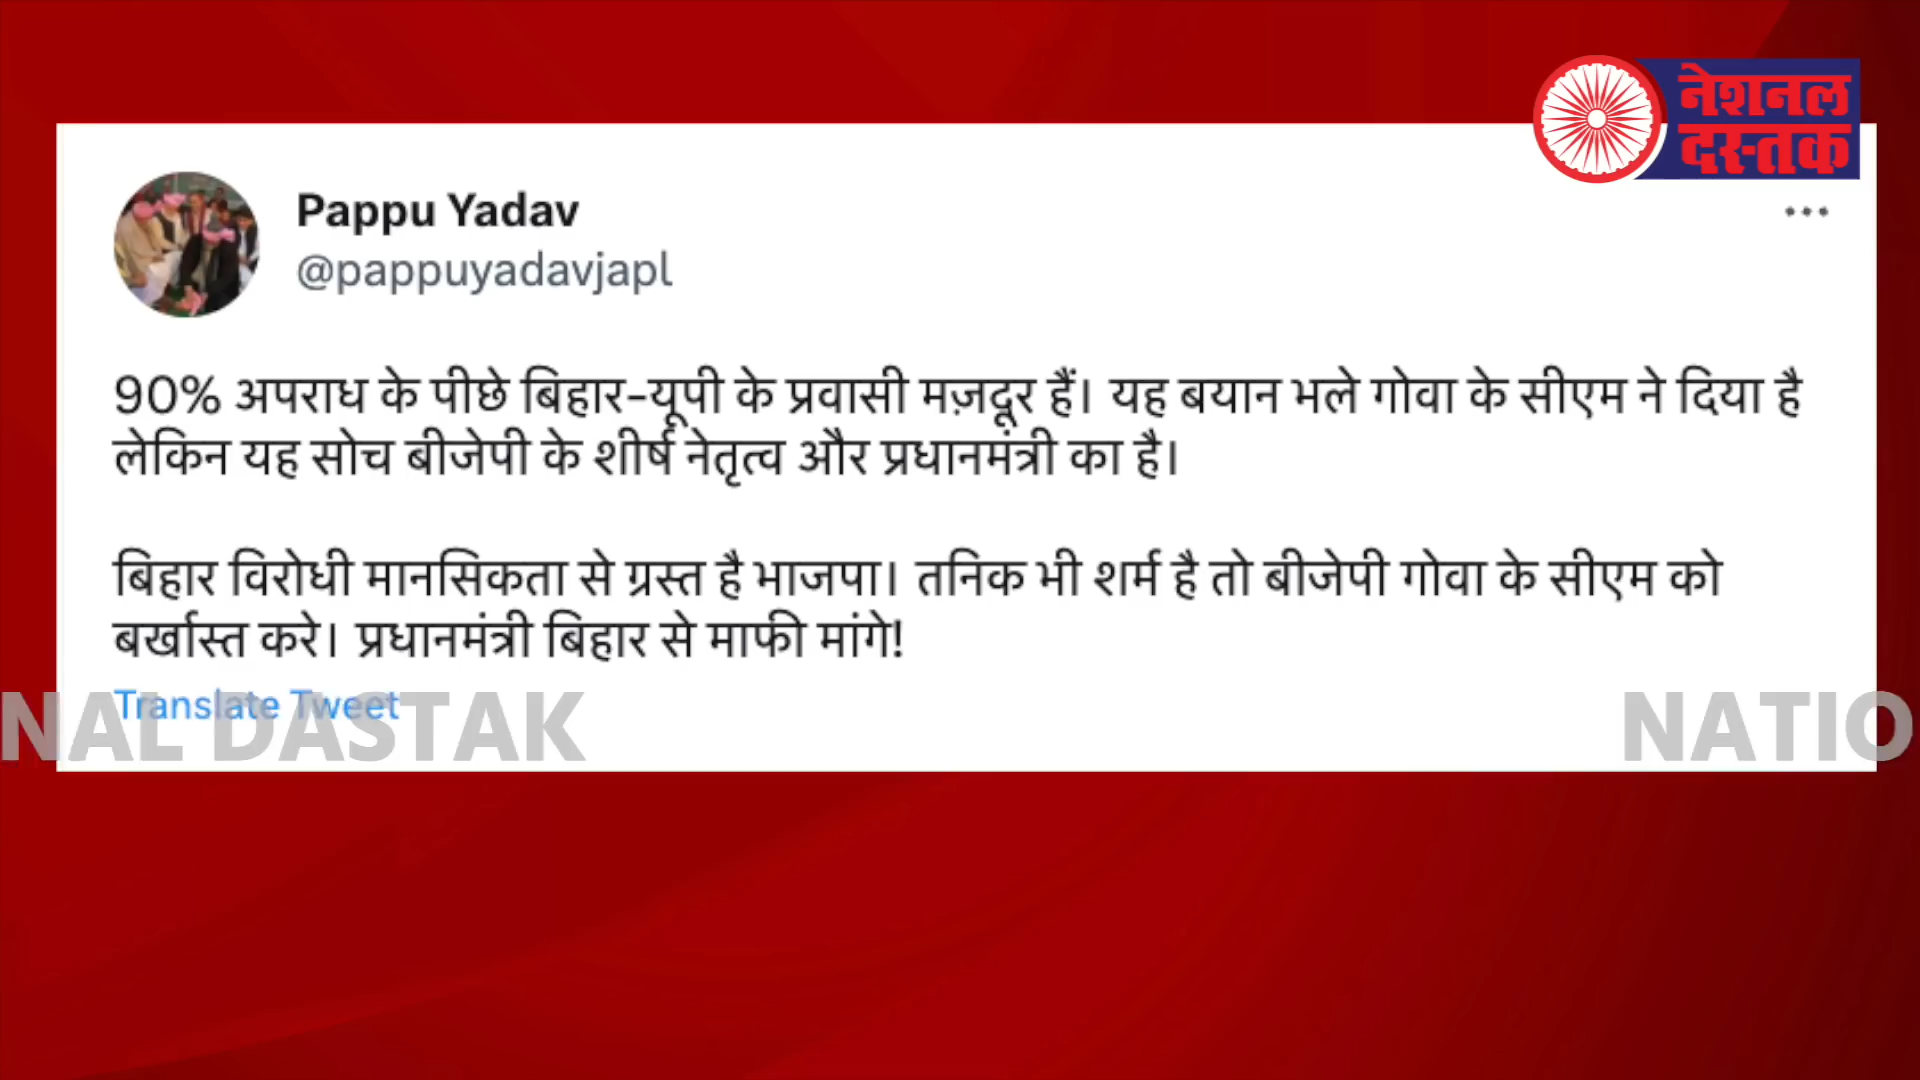 नेशनल
दस्तक
Pappu Yadav
@pappuyadavjapl
90% अपराध के पीछे बिहार-यूपी के प्रवासी मज़दूर हैं। यह बयान भले गोवा के सीएम ने दिया है
लेकिन यह सोच बीजेपी के शीर्ष नेतृत्व और प्रधानमंत्री का है।
बिहार विरोधी मानसिकता से ग्रस्त है भाजपा। तनिक भी शर्म है तो बीजेपी गोवा के सीएम को
बर्खास्त करे। प्रधानमंत्री बिहार से माफी मांगे!
Translate Tweet
NAL DASTAK
NATIO